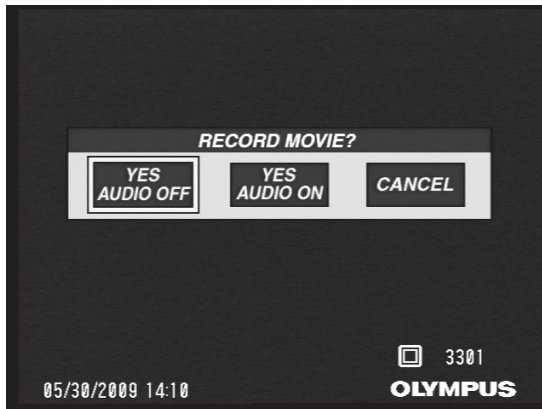 RECORD MOVIE?
YES
AUDIO OFF
YES
AUDIO ON
CANCEL
3301
05/30/2009 14:10
OLYMPUS